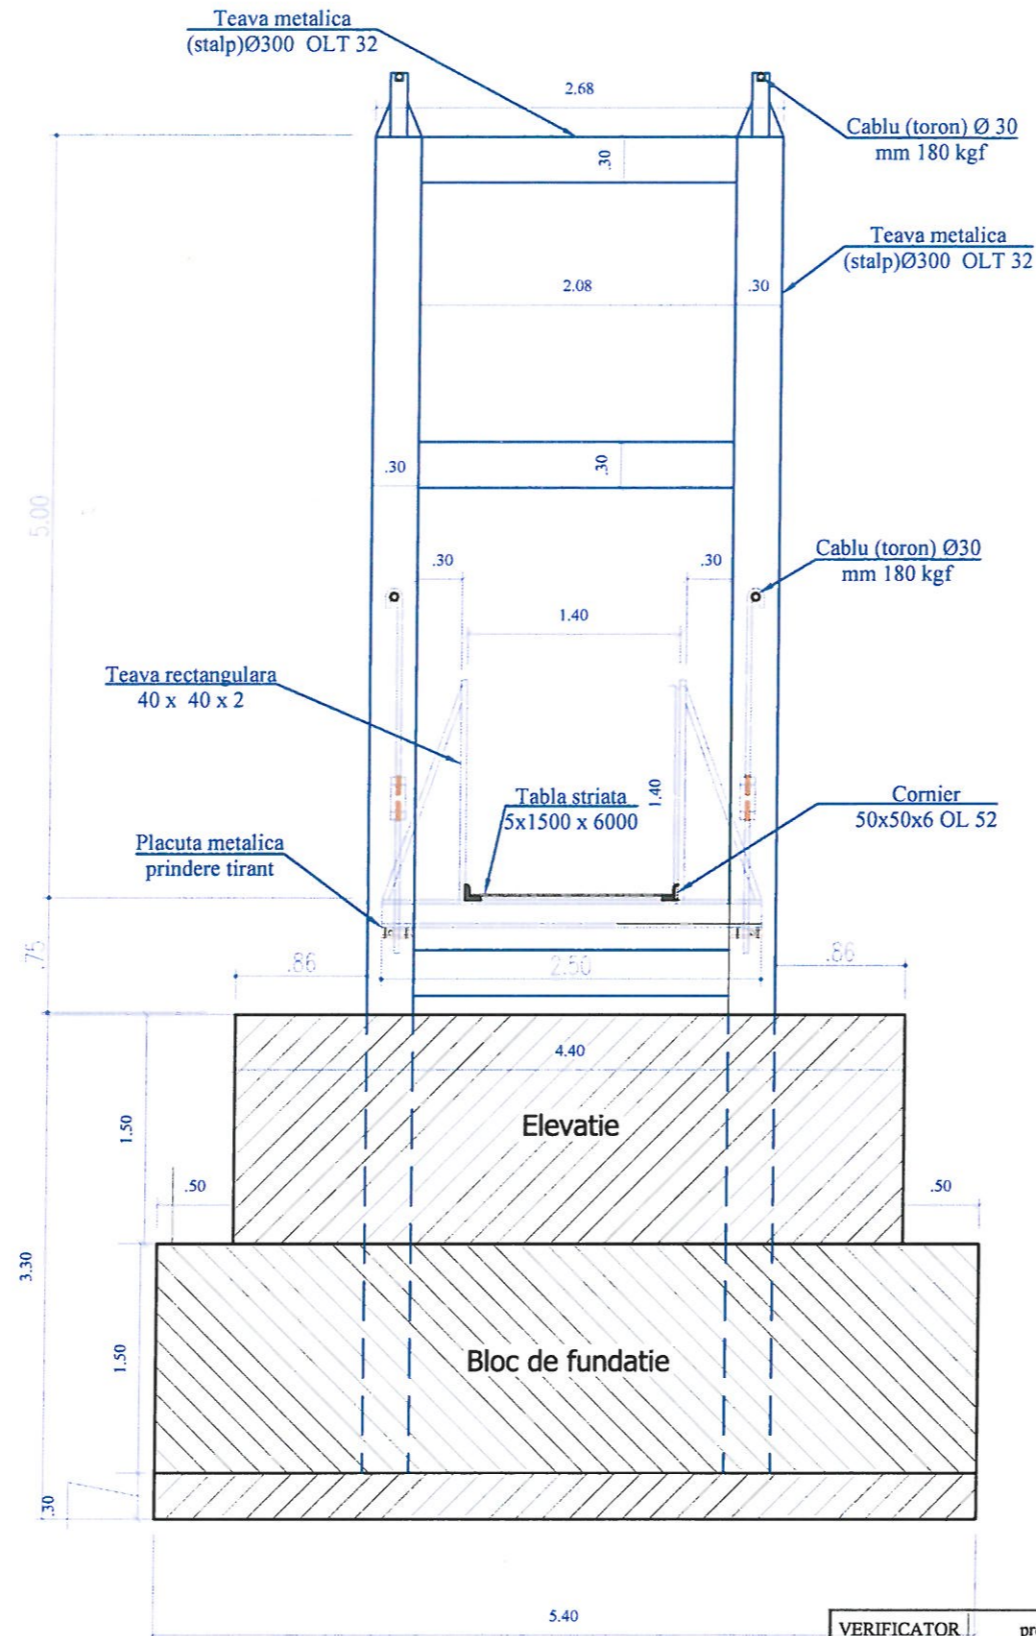 Teava metalica
(stalp)Ø300 OLT 32
2.68
Cablu (toron) Ø 30
mm 180 kgf
.30
Teava metalica
(stalp)Ø300 OLT 32
2.08
.30
.30
.30
5.00
Cablu (toron) Ø30
mm 180 kgf
.30
.30
1.40
Teava rectangulara
40 x 40 x 2
1.40
Tabla striata
5x1500 x 6000
Cornier
50x50x6 OL 52
Placuta metalica
prindere tirant
.75
.86
2.50
.86
4.40
1.50
Elevatie
.50
.50
3.30
1.50
Bloc de fundatie
.30
5.40
VERIFICATOR